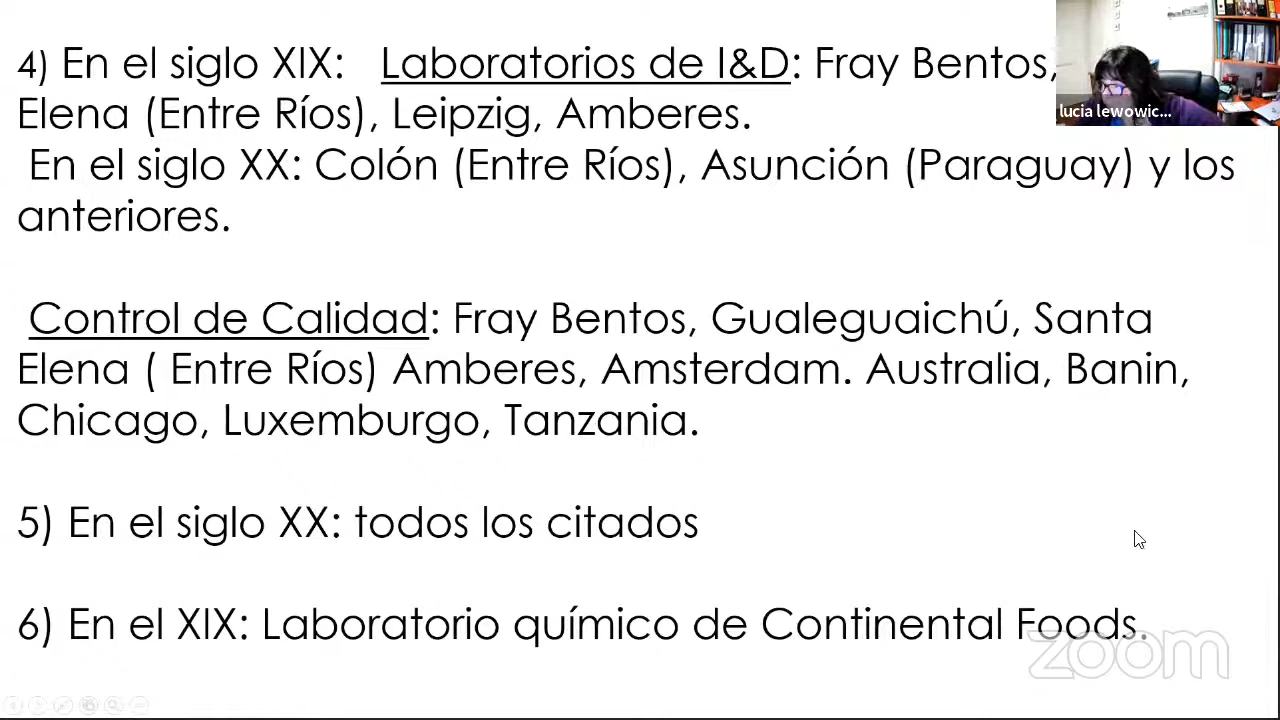 4) En el siglo XIX: Laboratorios de I&D: Fray Bentos,
lucia lewowic...
Elena (Entre Ríos), Leipzig, Amberes.
En el siglo XX: Colón (Entre Ríos), Asunción (Paraguay) y los
anteriores.
Control de Calidad: Fray Bentos, Gualeguaichú, Santa
Elena ( Entre Ríos) Amberes, Amsterdam. Australia, Banin,
Chicago, Luxemburgo, Tanzania.
5) En el siglo XX: todos los citados
6) En el XIX: Laboratorio químico de Continental Foods.
zoom